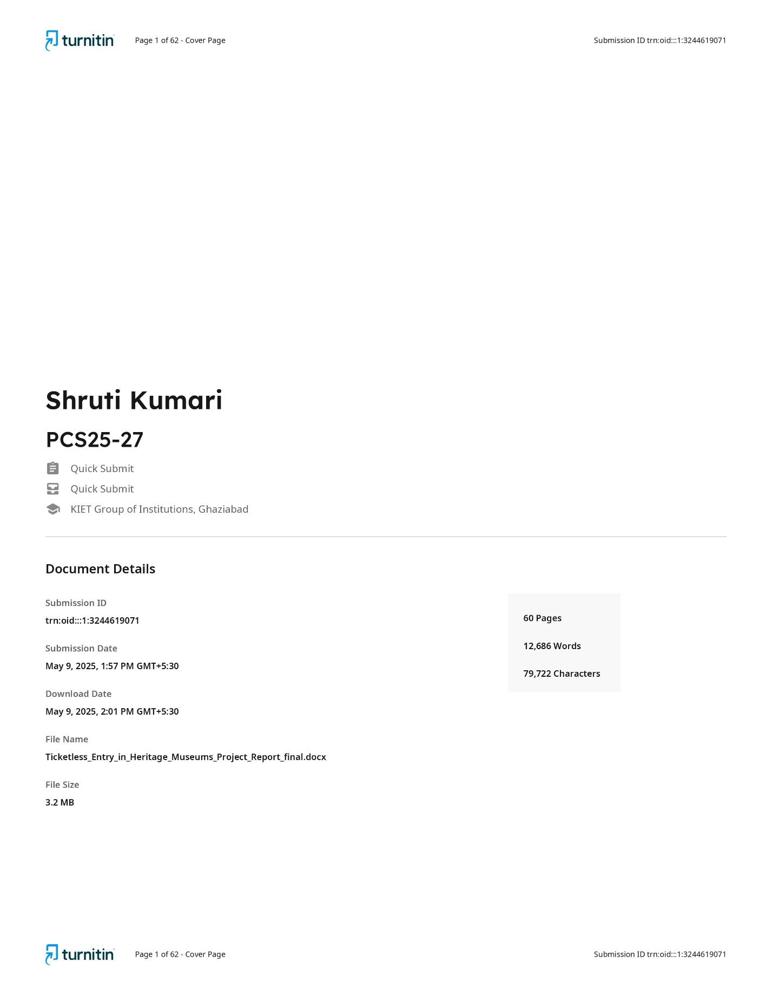 turnitin Page 1 of 62 - Cover Page Submission ID trn:oid:::1:3244619071
Shruti Kumari
PCS25-27
Quick Submit
Quick Submit
KIET Group of Institutions, Ghaziabad
Document Details
Submission ID
trn:oid:::1:3244619071
Submission Date
May 9, 2025, 1:57 PM GMT+5:30
Download Date
May 9, 2025, 2:01 PM GMT+5:30
File Name
Ticketless_Entry_in_Heritage_Museums_Project_Report_final.docx
File Size
3.2 MB
60 Pages
12,686 Words
79,722 Characters
turnitin Page 1 of 62 - Cover Page Submission ID trn:oid:::1:3244619071